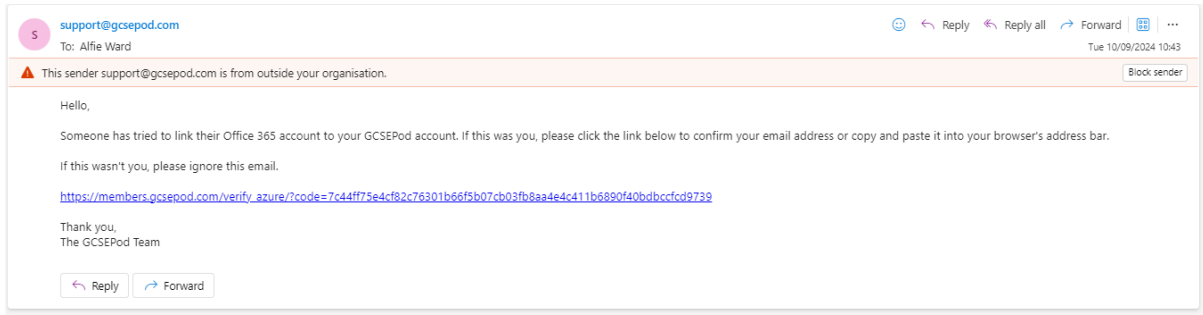 S
support@gcsepod.com
Reply
Reply all
Forward
To: Alfie Ward
Tue 10/09/2024 10:43
This sender support@gcsepod.com is from outside your organisation.
Block sender
Hello,
Someone has tried to link their Office 365 account to your GCSEPod account. If this was you, please click the link below to confirm your email address or copy and paste it into your browser's address bar.
If this wasn't you, please ignore this email.
https://members.gcsepod.com/verify_azure/?code=7c44ff75e4cf82c76301b66f5b07cb03fb8aa4e4c411b6890f40bdbccfcd9739
Thank you,
The GCSEPod Team
Reply
Forward